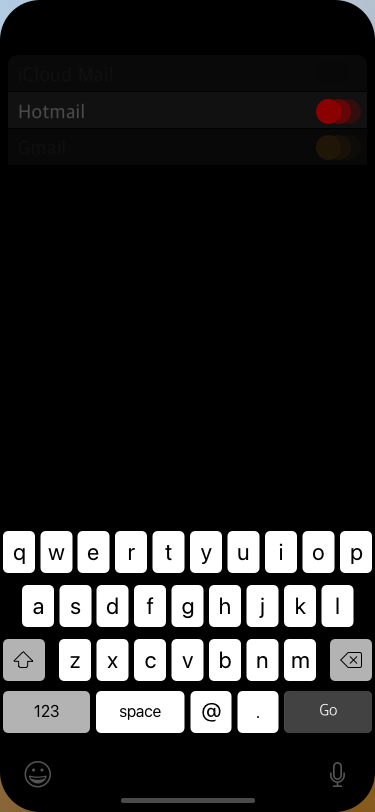 iCloud Mail
Hotmail
Gmail
q w e r t y u i o p
a s d f g h j k l
z x c v b n m
123 space @ . Go